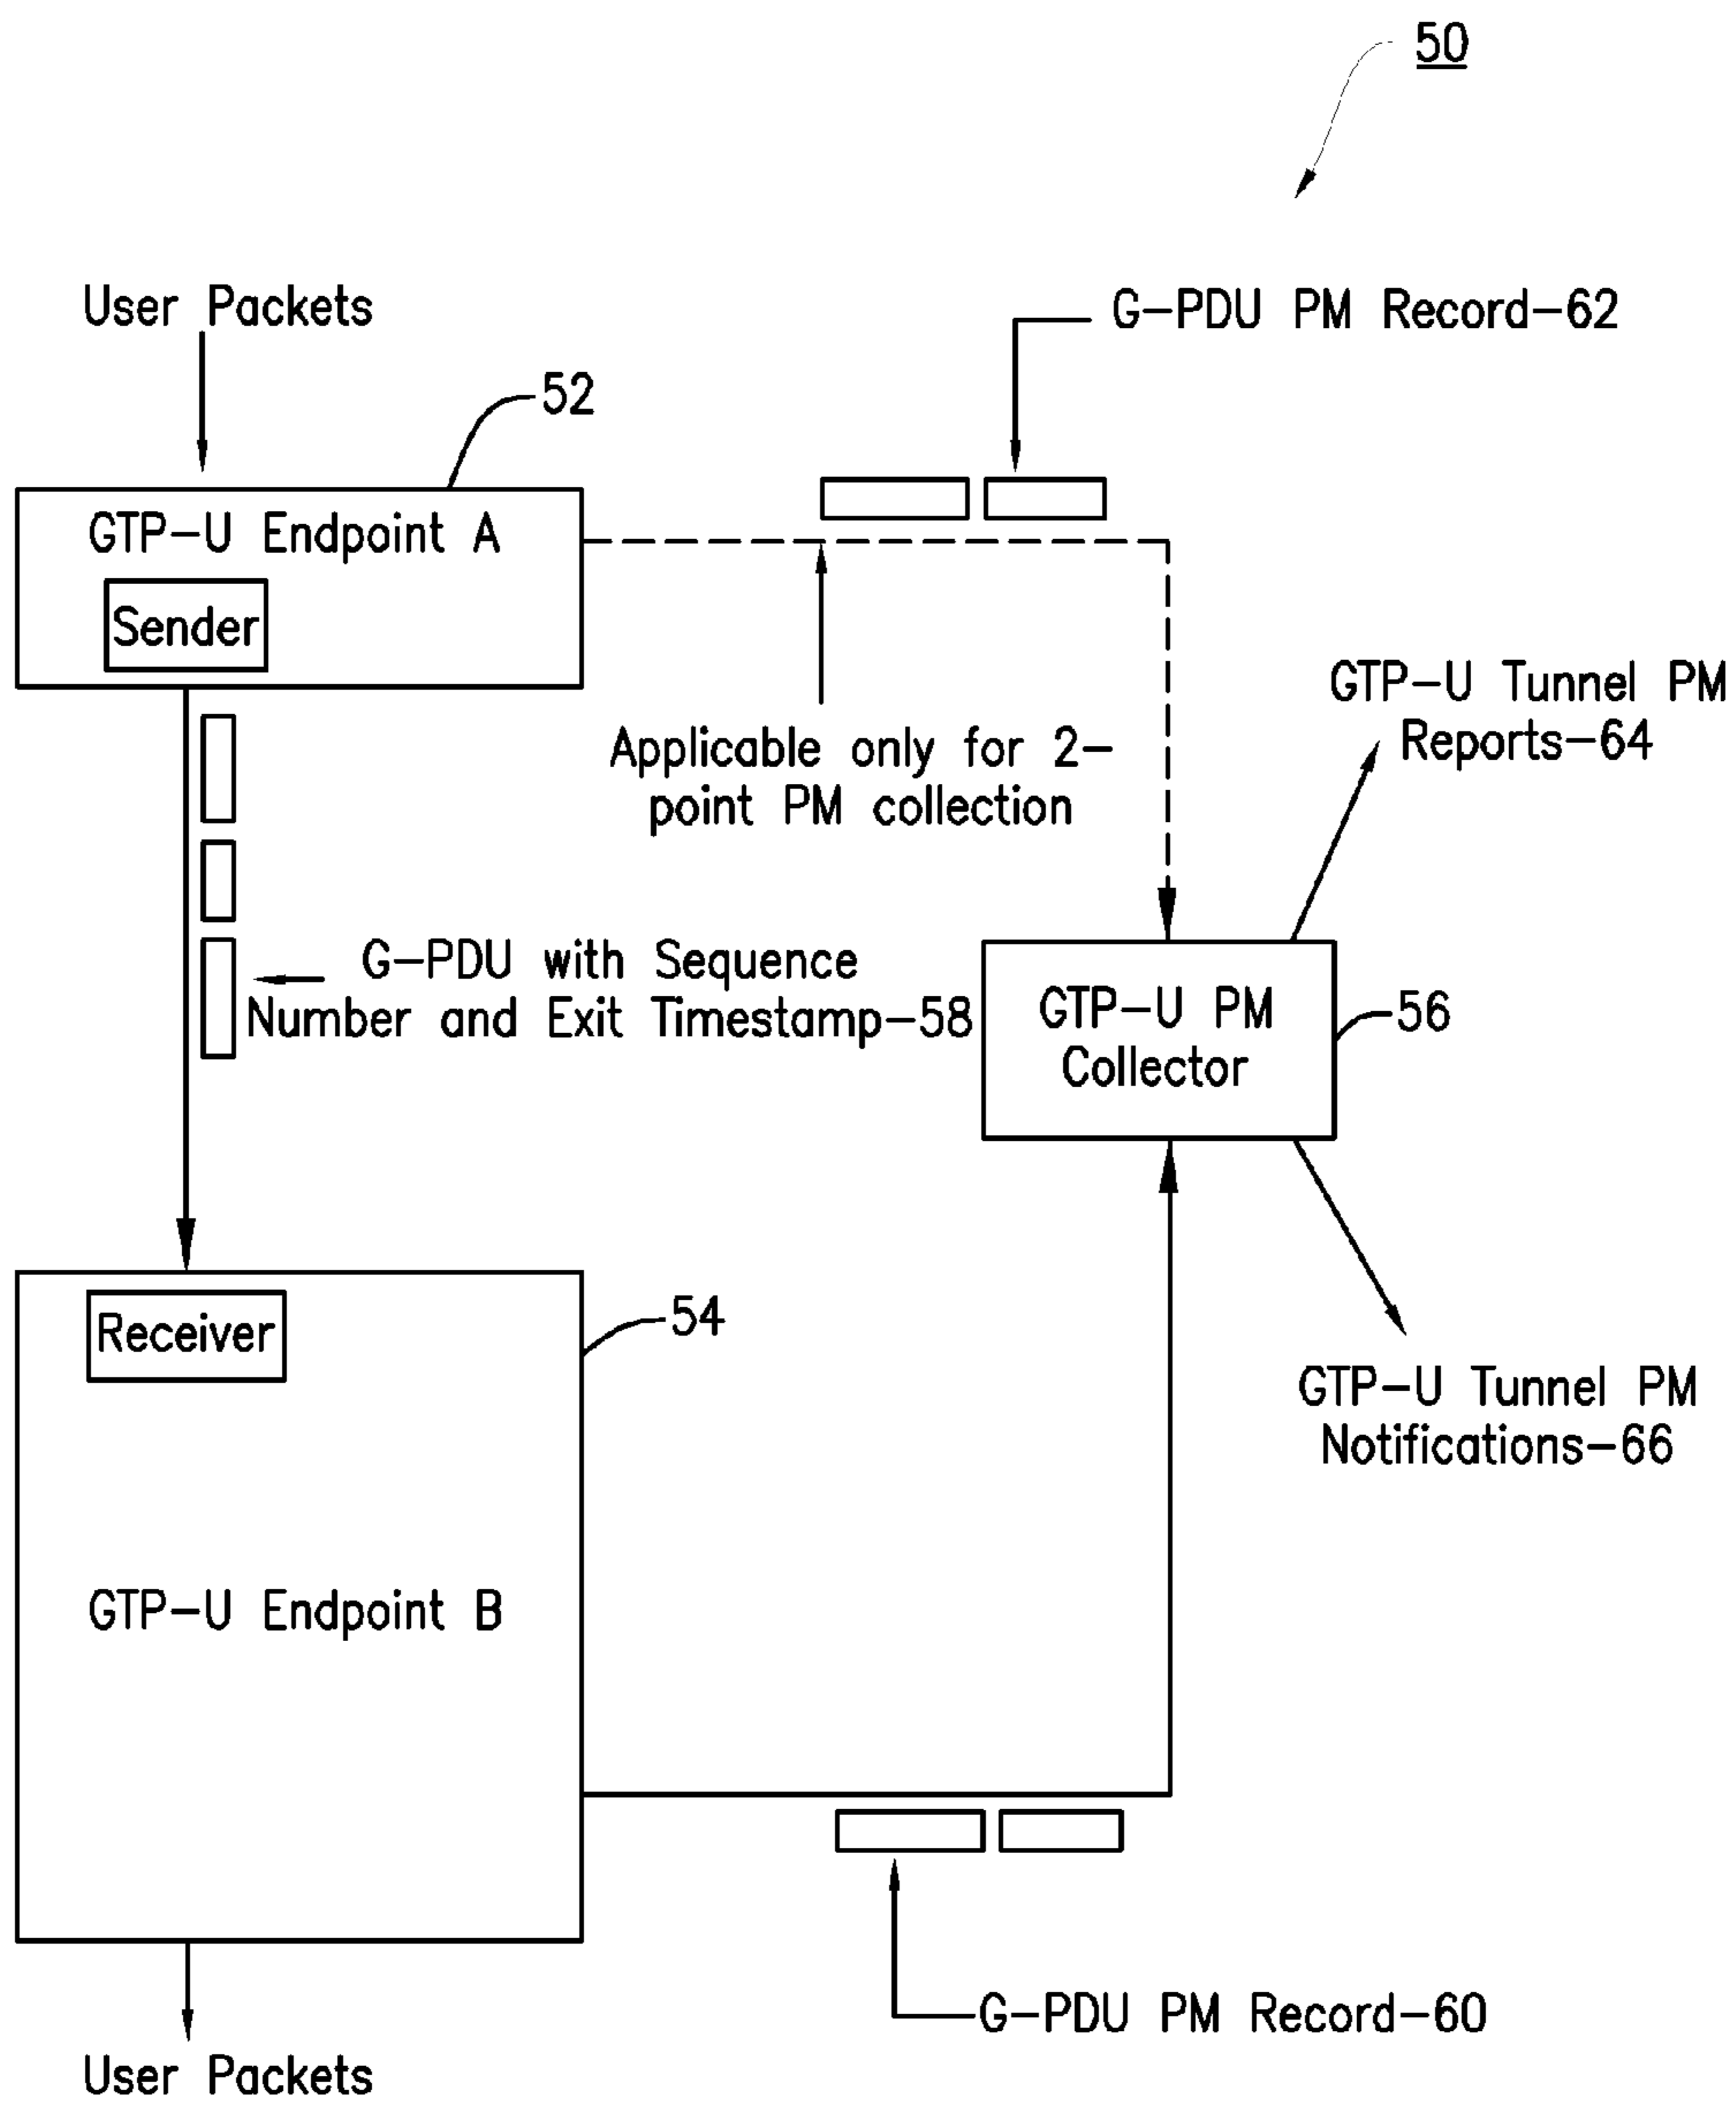 50
User Packets
G-PDU PM Record-62
52
GTP-U Endpoint A
Sender
GTP-U Tunnel PM
Reports-64
Applicable only for 2-
point PM collection
G-PDU with Sequence
Number and Exit Timestamp-58
GTP-U PM
Collector
56
Receiver
54
GTP-U Tunnel PM
Notifications-66
GTP-U Endpoint B
G-PDU PM Record-60
User Packets